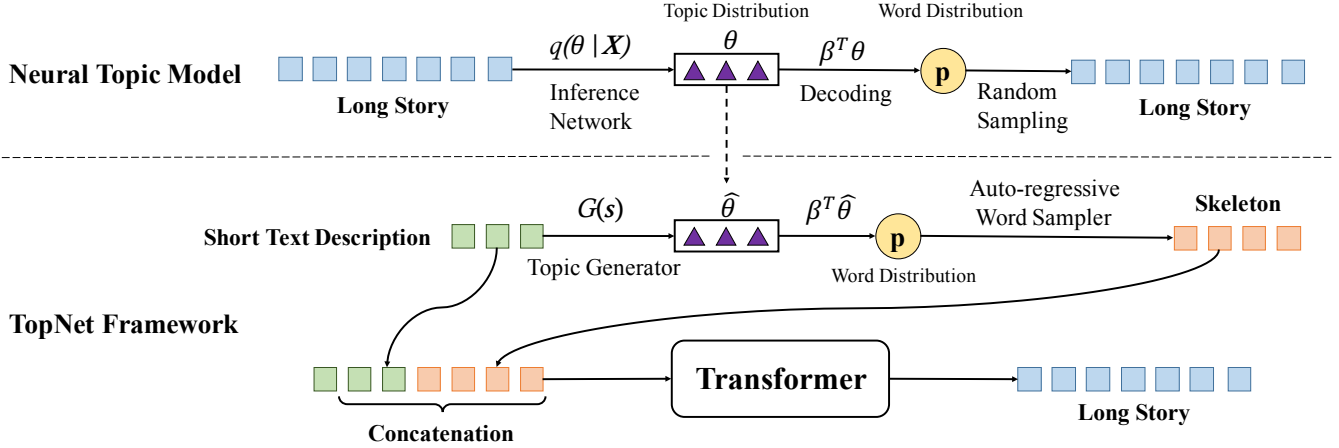 Topic Distribution
Word Distribution
q(θ | X)
θ
β^T θ
Neural Topic Model
p
Long Story
Inference
Network
Decoding
Random
Sampling
Long Story
Auto-regressive
Word Sampler
G(s)
θ̂
β^T θ̂
Skeleton
Short Text Description
p
Topic Generator
Word Distribution
TopNet Framework
Transformer
Long Story
Concatenation